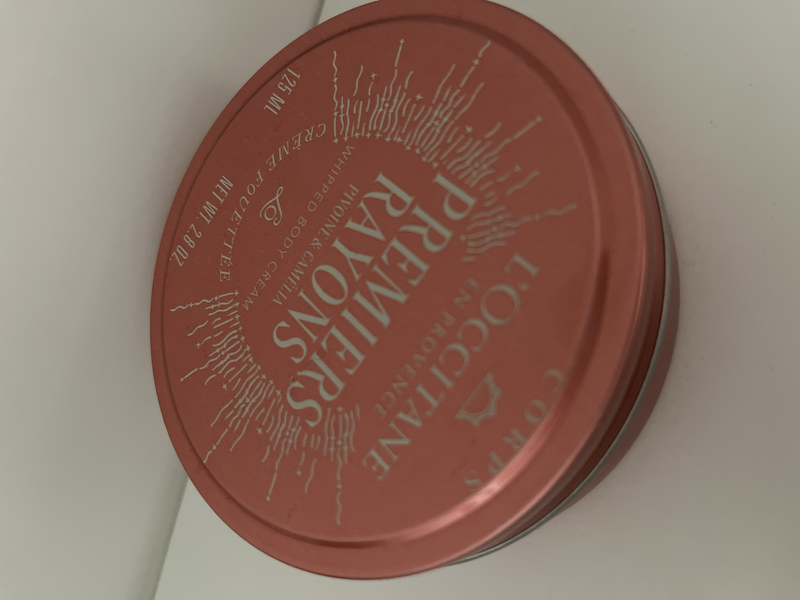 CORPS
L'OCCITANE
EN PROVENCE
PREMIERS
RAYONS
PIVOINE & CAMÉLIA
WHIPPED BODY CREAM
CRÈME FOUETTÉE
125 ML NET WT. 2.8 OZ.